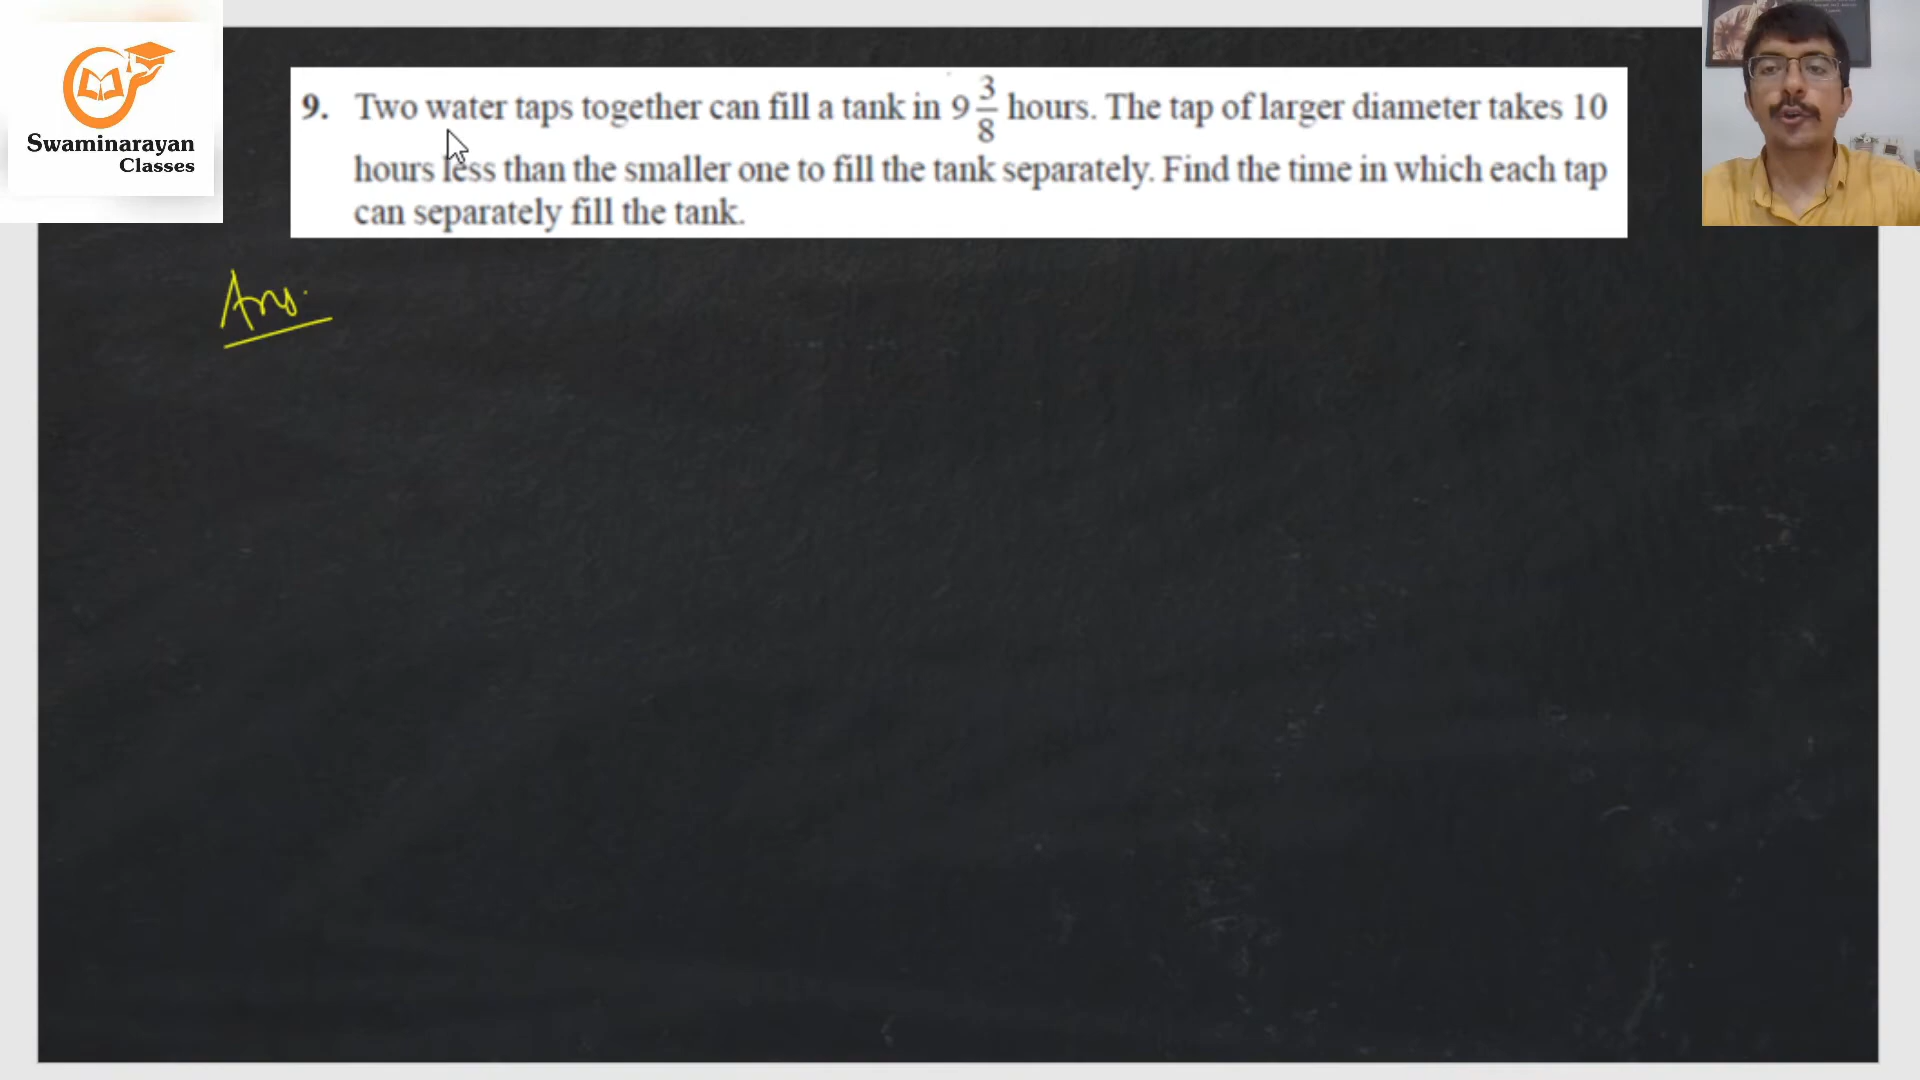 Swaminarayan
Classes
9. Two water taps together can fill a tank in 9 3/8 hours. The tap of larger diameter takes 10
hours less than the smaller one to fill the tank separately. Find the time in which each tap
can separately fill the tank.
Ans.